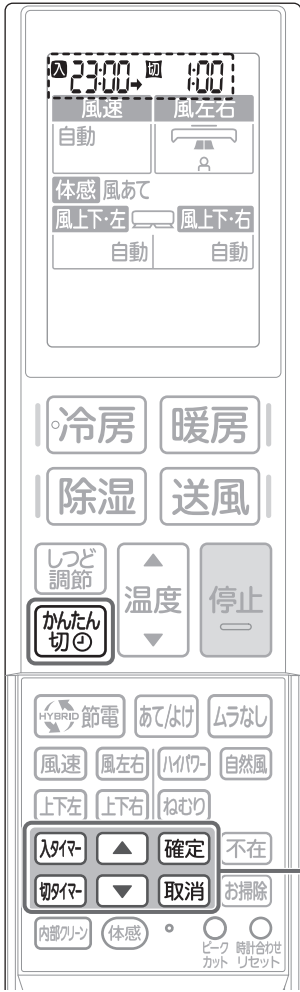 入 23:00→切 1:00
風速 風左右
自動
体感 風あて
風上下・左 風上下・右
自動 自動
冷房 暖房
除湿 送風
しつど
調節
温度
停止
かんたん
切
HYBRID 節電 あて/よけ ムラなし
風速 風左右 ハイパワー 自然風
上下左 上下右 ねむり
入タイマー ▲ 確定 不在
切タイマー ▼ 取消 お掃除
内部クリーン 体感
ピーク
カット
時計合わせ
リセット